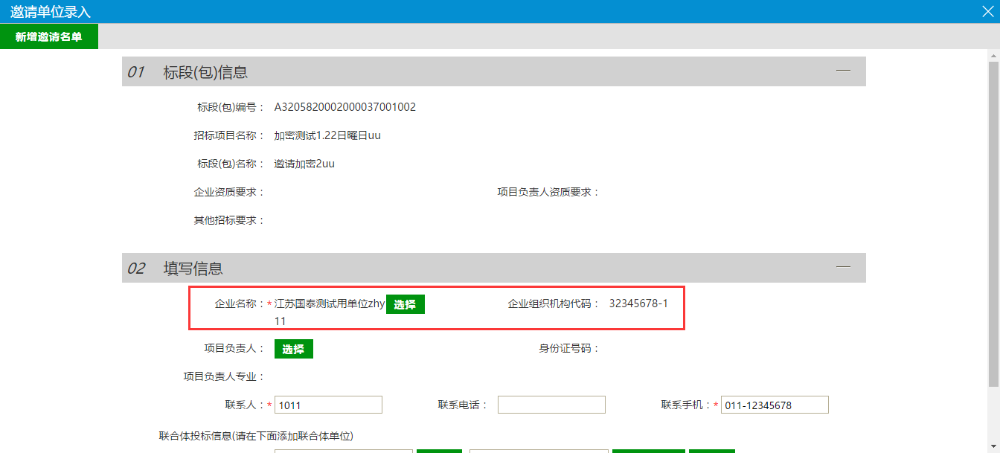 邀请单位录入
新增邀请名单
01 标段(包)信息
标段(包)编号： A3205820002000037001002
招标项目名称： 加密测试1.22日曜日uu
标段(包)名称： 邀请加密2uu
企业资质要求： 项目负责人资质要求：
其他招标要求：
02 填写信息
企业名称：*江苏国泰测试用单位zhy 选择 企业组织机构代码： 32345678-1
11
项目负责人： 选择 身份证号码：
项目负责人专业：
联系人：* 1011 联系电话： 联系手机：* 011-12345678
联合体投标信息(请在下面添加联合体单位)